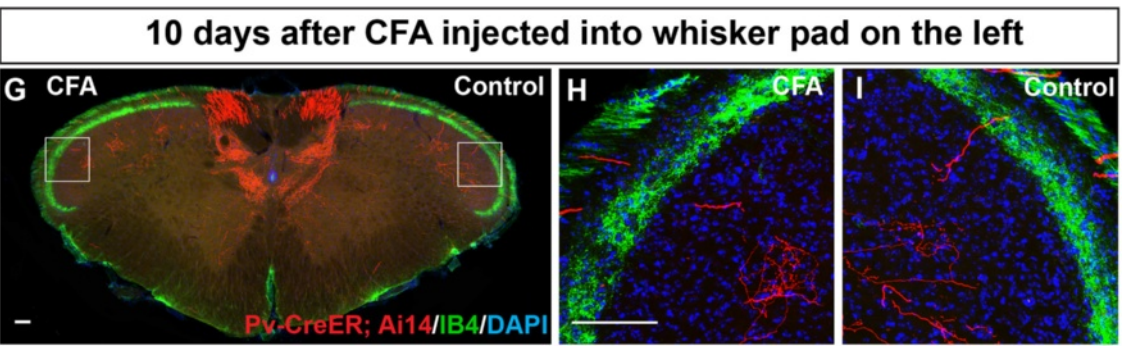 10 days after CFA injected into whisker pad on the left
G CFA Control
H CFA
I Control
Pv-CreER; Ai14/IB4/DAPI